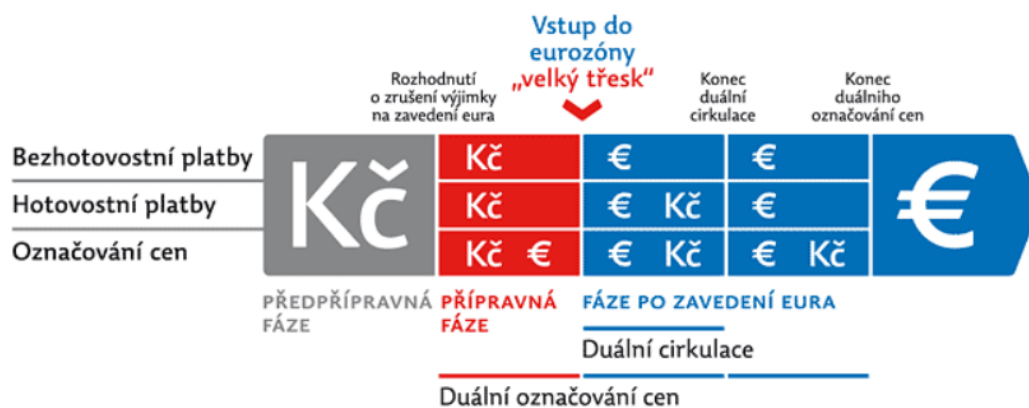 Vstup do
eurozóny
„velký třesk“
Rozhodnutí
o zrušení výjimky
na zavedení eura
Konec
duální
cirkulace
Konec
duálního
označování cen
Bezhotovostní platby
Hotovostní platby
Označování cen
Kč
Kč
€
€
Kč
€ Kč
€
Kč €
€ Kč
€ Kč
€
PŘEDPŘÍPRAVNÁ
FÁZE
PŘÍPRAVNÁ
FÁZE
FÁZE PO ZAVEDENÍ EURA
Duální cirkulace
Duální označování cen